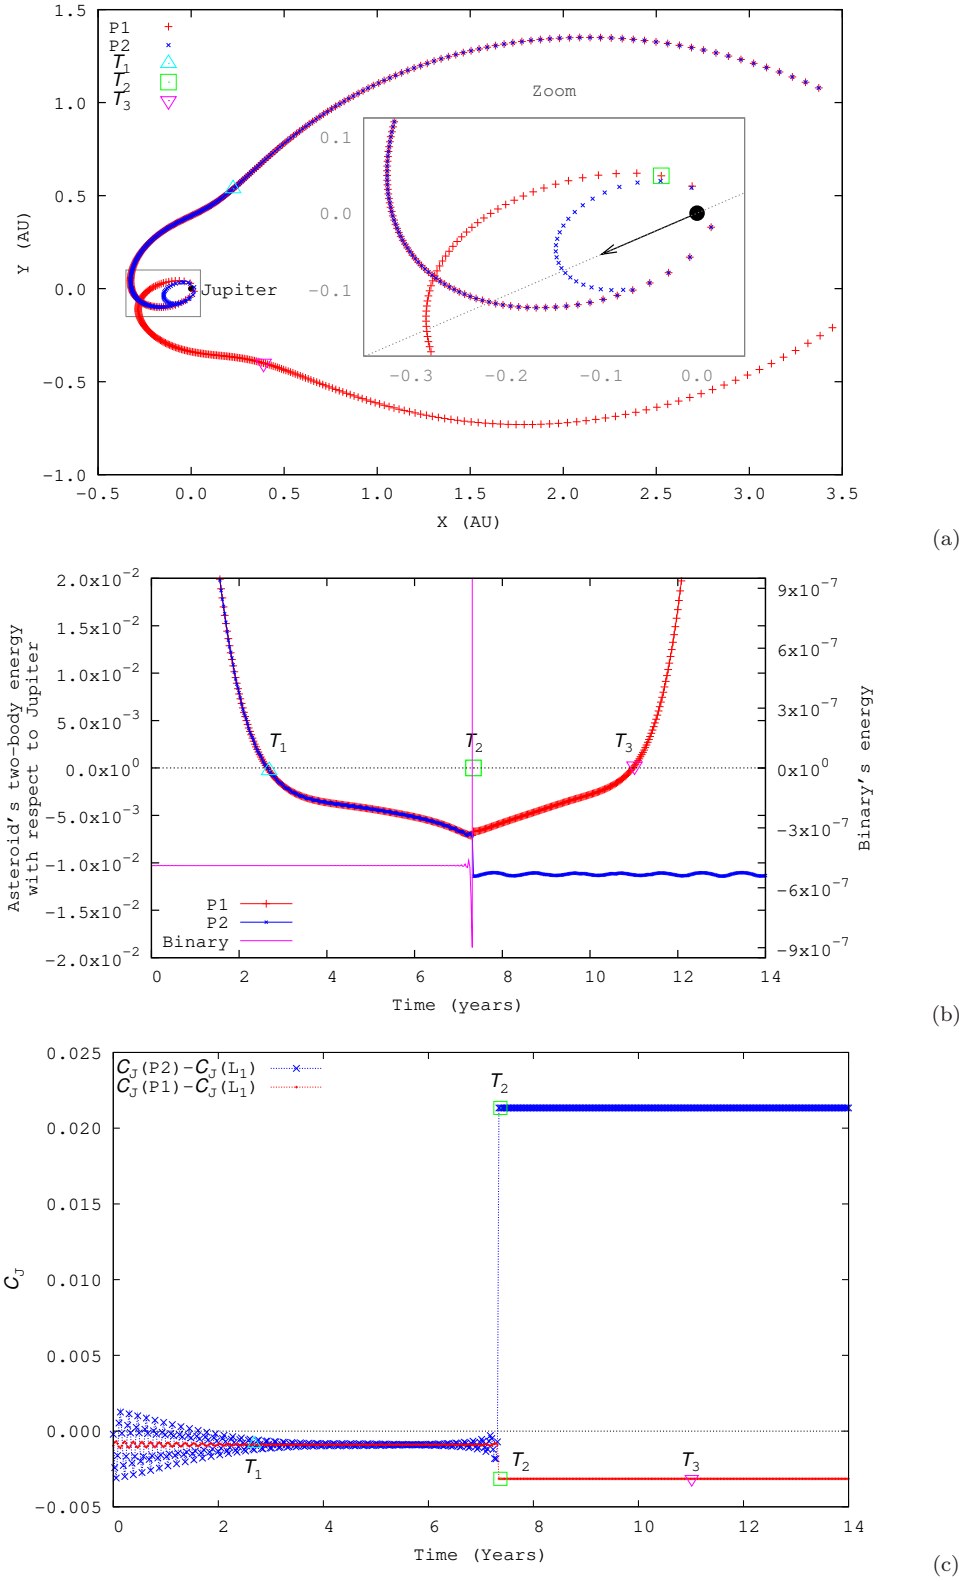 1.5
P1
P2
T1
T2
T3
Zoom
1.0
0.1
0.0
−0.1
−0.3
−0.2
−0.1
0.0
0.5
Y (AU)
0.0
Jupiter
−0.5
−1.0
−0.5
0.0
0.5
1.0
1.5
2.0
2.5
3.0
3.5
X (AU)
(a)
2.0x10−2
1.5x10−2
1.0x10−2
5.0x10−3
0.0x100
−5.0x10−3
−1.0x10−2
−1.5x10−2
−2.0x10−2
Asteroid's two-body energy
with respect to Jupiter
T1
T2
T3
P1
P2
Binary
9x10−7
6x10−7
3x10−7
0x100
−3x10−7
−6x10−7
−9x10−7
Binary's energy
0
2
4
6
8
10
12
14
Time (years)
(b)
0.025
CJ(P2)−CJ(L1)
CJ(P1)−CJ(L1)
T2
0.020
0.015
0.010
CJ
0.005
0.000
T1
T2
T3
−0.005
0
2
4
6
8
10
12
14
Time (Years)
(c)